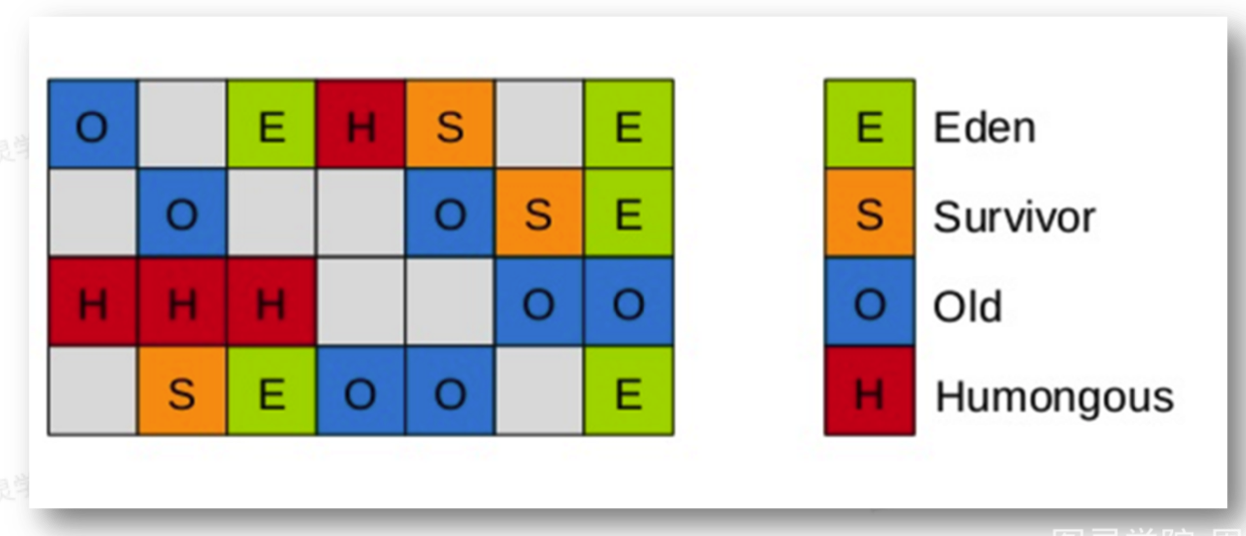 O E H S E
O O S E
H H H O O
S E O O E
E Eden
S Survivor
O Old
H Humongous